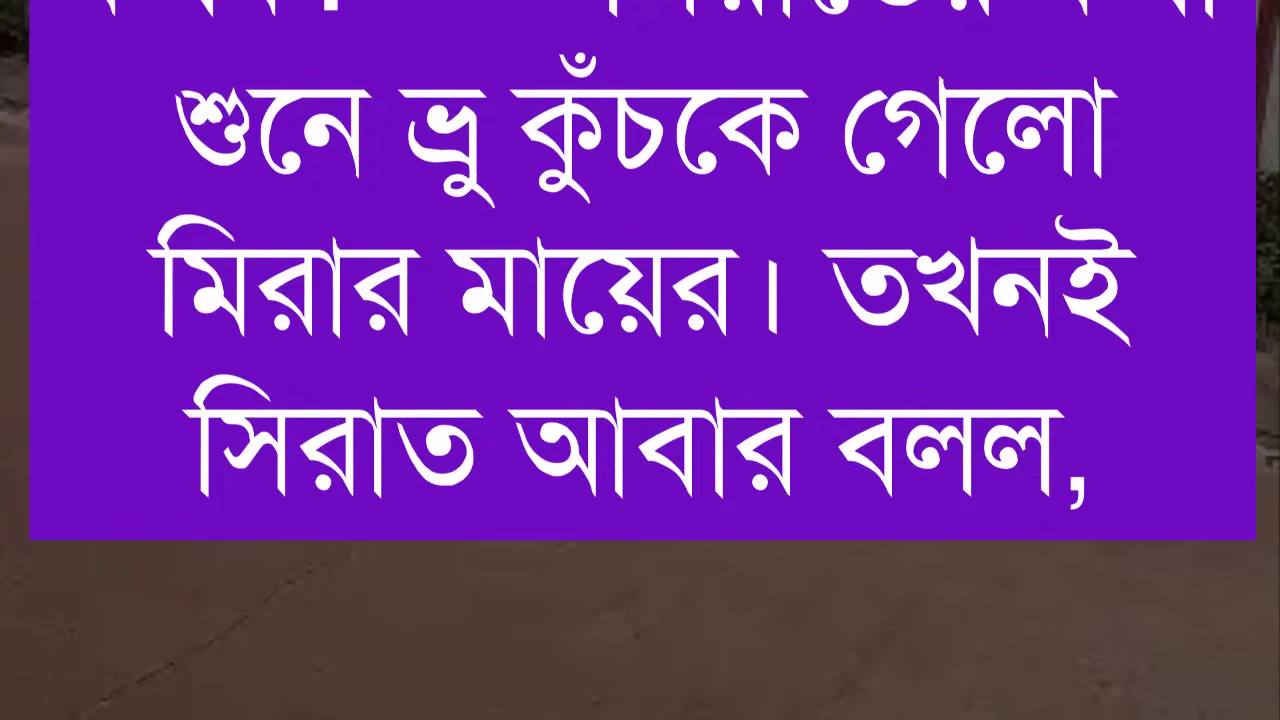 শুনে ভ্রু কুঁচকে গেলো
মিরার মায়ের। তখনই
সিরাত আবার বলল,